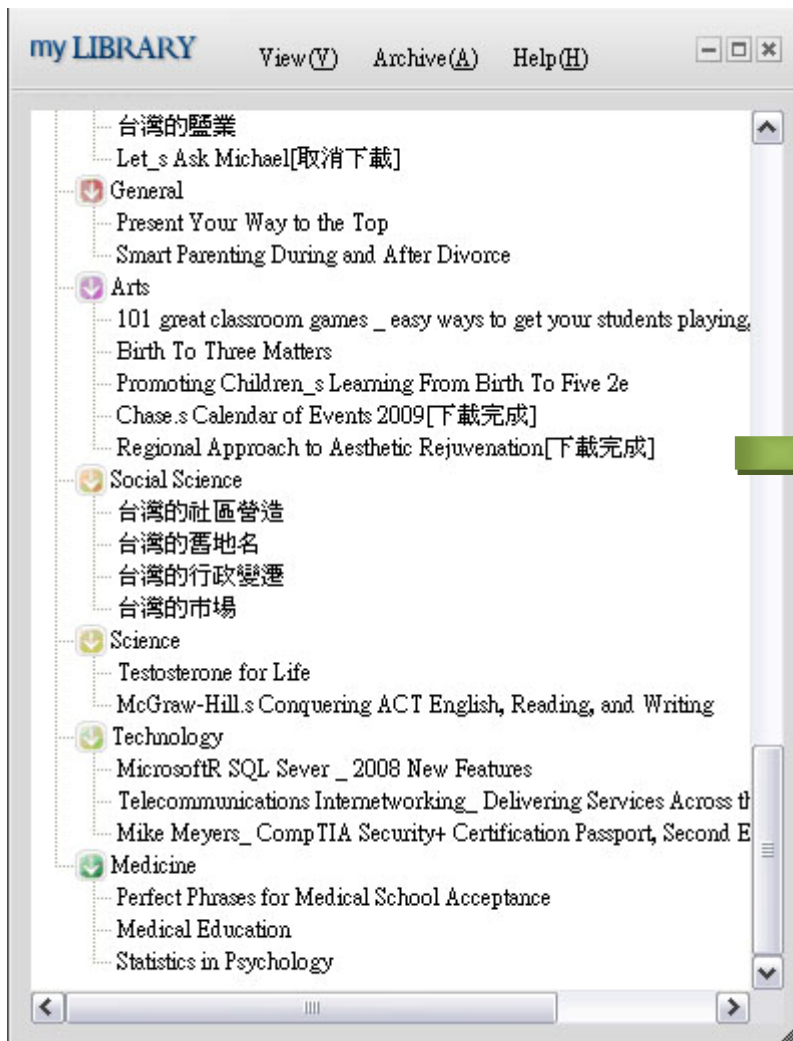 my LIBRARY View(V) Archive(A) Help(H)
台灣的鹽業
Let_s Ask Michael[取消下載]
General
Present Your Way to the Top
Smart Parenting During and After Divorce
Arts
101 great classroom games _ easy ways to get your students playing,
Birth To Three Matters
Promoting Children_s Learning From Birth To Five 2e
Chase.s Calendar of Events 2009[下載完成]
Regional Approach to Aesthetic Rejuvenation[下載完成]
Social Science
台灣的社區營造
台灣的舊地名
台灣的行政變遷
台灣的市場
Science
Testosterone for Life
McGraw-Hill.s Conquering ACT English, Reading, and Writing
Technology
MicrosoftR SQL Sever _ 2008 New Features
Telecommunications Internetworking_ Delivering Services Across th
Mike Meyers_ CompTIA Security+ Certification Passport, Second E
Medicine
Perfect Phrases for Medical School Acceptance
Medical Education
Statistics in Psychology